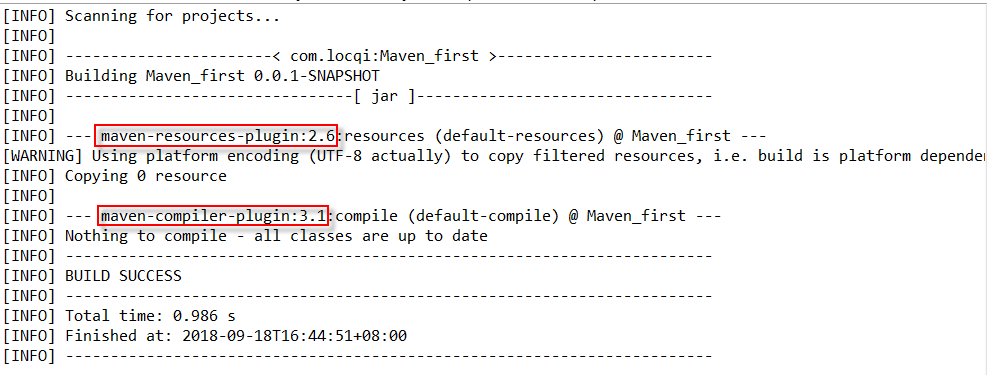 [INFO] Scanning for projects...
[INFO]
[INFO] -----------------------< com.locqi:Maven_first >------------------------
[INFO] Building Maven_first 0.0.1-SNAPSHOT
[INFO] --------------------------------[ jar ]---------------------------------
[INFO]
[INFO] --- maven-resources-plugin:2.6:resources (default-resources) @ Maven_first ---
[WARNING] Using platform encoding (UTF-8 actually) to copy filtered resources, i.e. build is platform depende
[INFO] Copying 0 resource
[INFO]
[INFO] --- maven-compiler-plugin:3.1:compile (default-compile) @ Maven_first ---
[INFO] Nothing to compile - all classes are up to date
[INFO] ------------------------------------------------------------------------
[INFO] BUILD SUCCESS
[INFO] ------------------------------------------------------------------------
[INFO] Total time: 0.986 s
[INFO] Finished at: 2018-09-18T16:44:51+08:00
[INFO] ------------------------------------------------------------------------